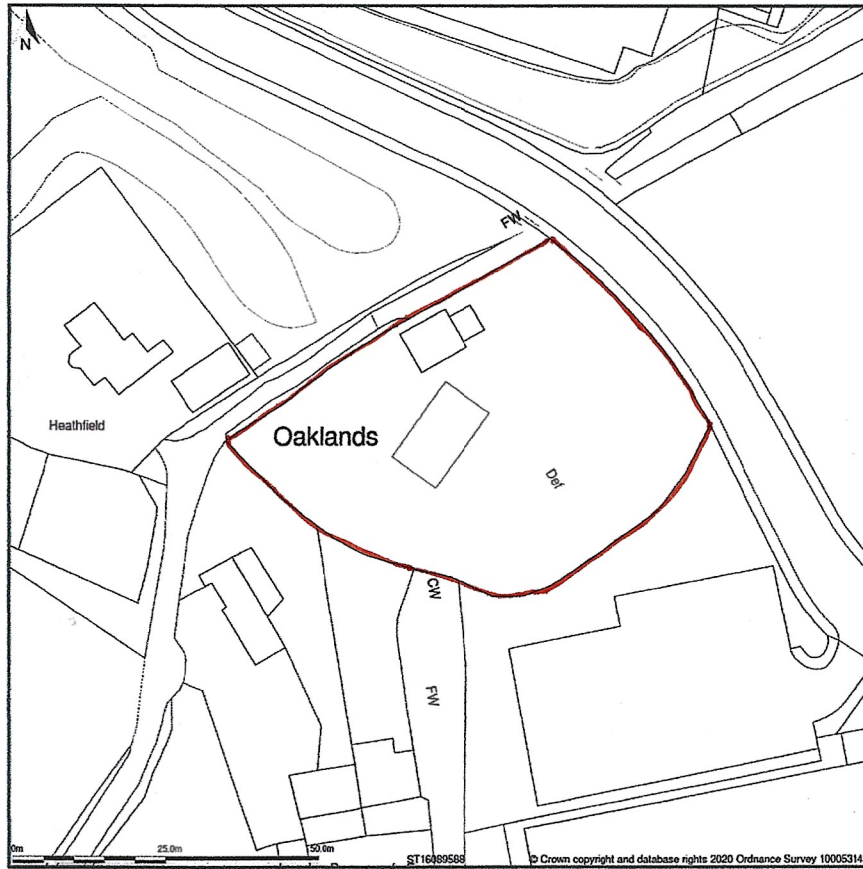 N
FW
Heathfield
Oaklands
Def
CW
FW
0m 25.0m 50.0m
ST16089588
© Crown copyright and database rights 2020 Ordnance Survey 10005314